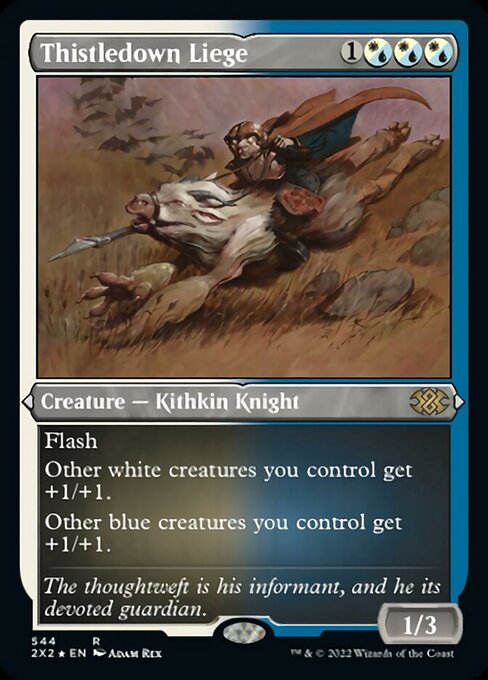 Thistledown Liege 1
Creature — Kithkin Knight
Flash
Other white creatures you control get
+1/+1.
Other blue creatures you control get
+1/+1.
The thoughtweft is his informant, and he its
devoted guardian.
1/3
544 R
2X2 ★ EN Adam Rex
™ & © 2022 Wizards of the Coast